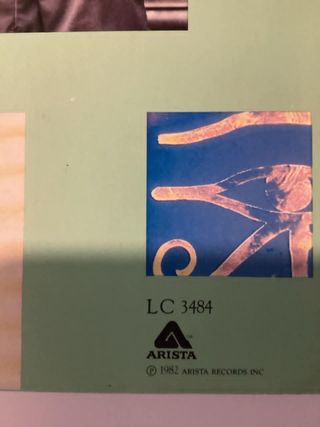 LC 3484
ARISTA
℗ 1982 ARISTA RECORDS INC